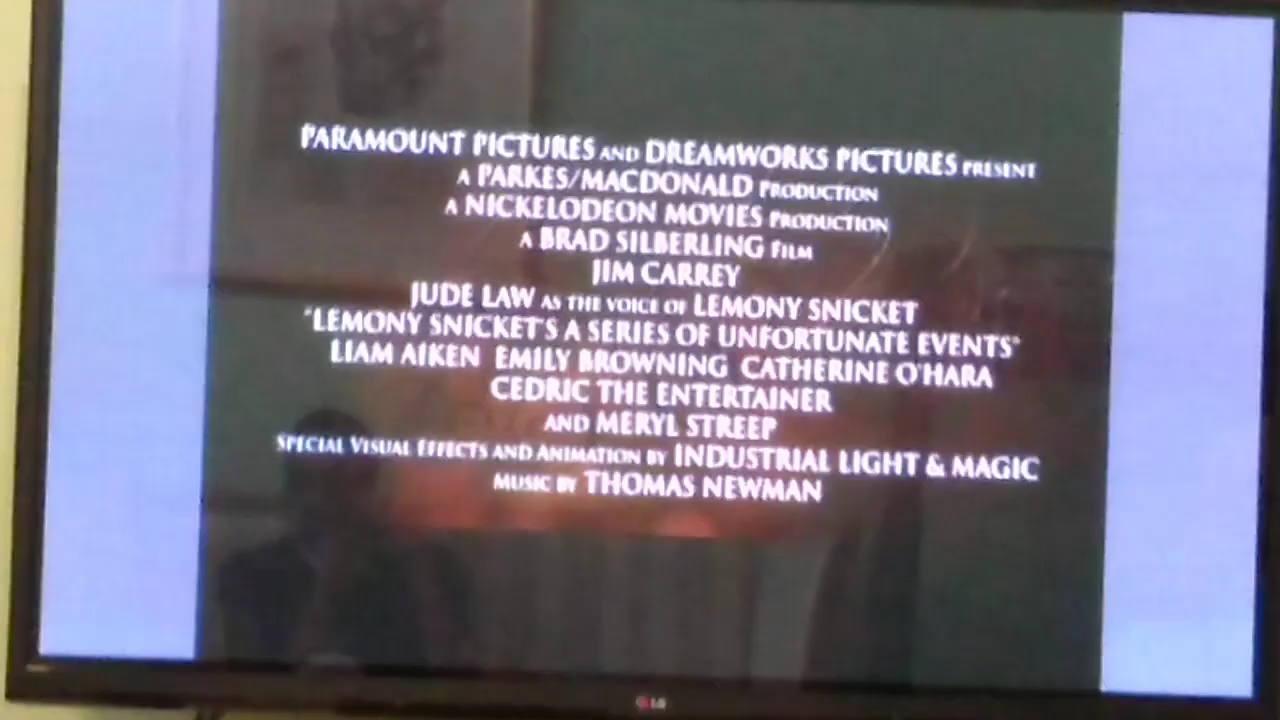 PARAMOUNT PICTURES AND DREAMWORKS PICTURES PRESENT
A PARKES/MACDONALD PRODUCTION
A NICKELODEON MOVIES PRODUCTION
A BRAD SILBERLING FILM
JIM CARREY
JUDE LAW AS THE VOICE OF LEMONY SNICKET
"LEMONY SNICKET'S A SERIES OF UNFORTUNATE EVENTS"
LIAM AIKEN EMILY BROWNING CATHERINE O'HARA
CEDRIC THE ENTERTAINER
AND MERYL STREEP
SPECIAL VISUAL EFFECTS AND ANIMATION BY INDUSTRIAL LIGHT & MAGIC
MUSIC BY THOMAS NEWMAN
LG